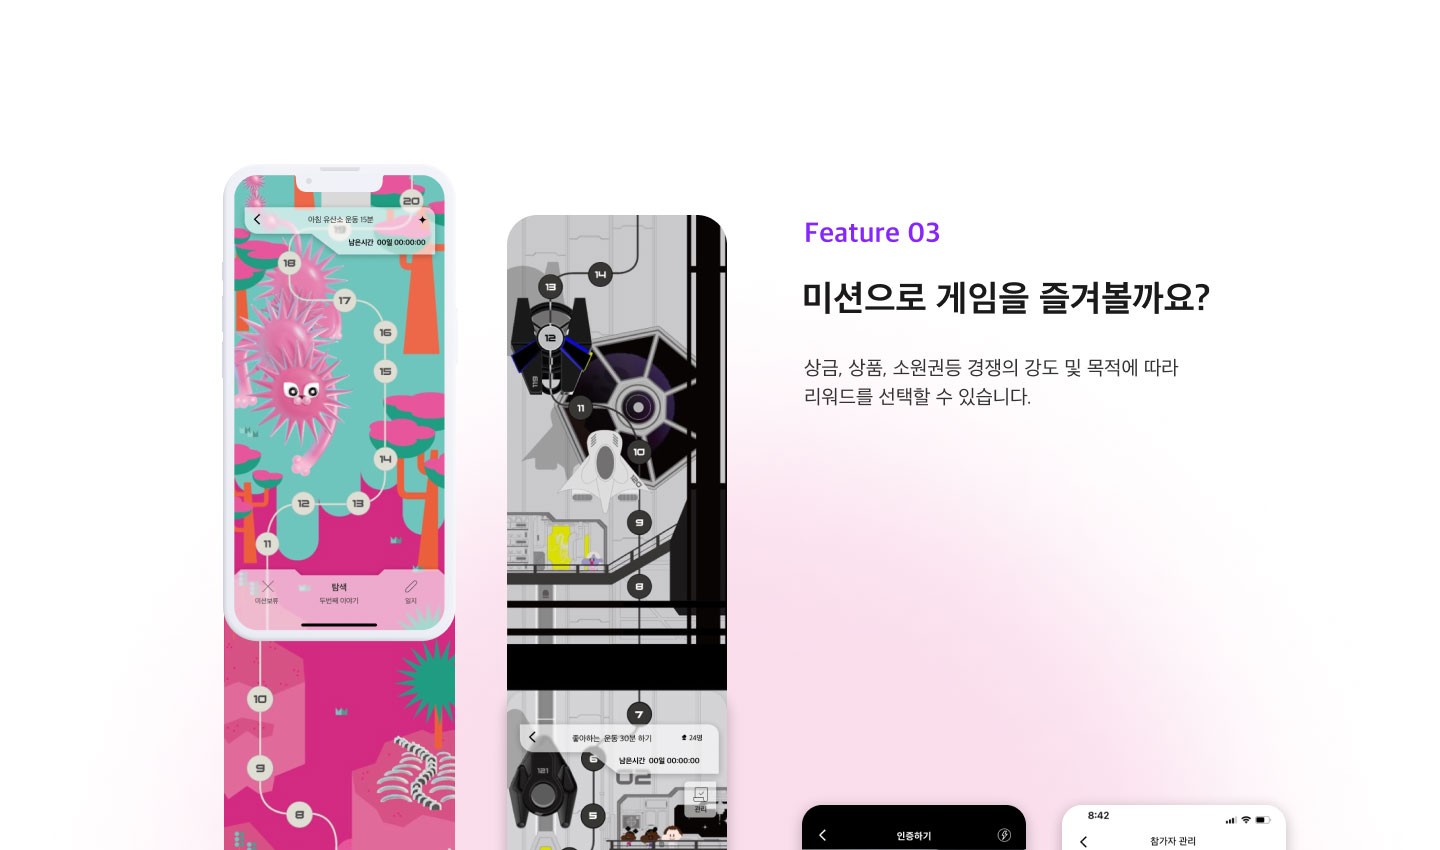 20
아침 유산소 운동 15분
19
남은시간 00일 00:00:00
18
17
16
15
14
12
13
11
탐색
미션보류
두번째 이야기
일지
10
9
8
14
13
12
119
11
10
9
8
7
좋아하는 운동 30분 하기
24명
6
남은시간 00일 00:00:00
02
121
관리
5
Feature 03
미션으로 게임을 즐겨볼까요?
상금, 상품, 소원권등 경쟁의 강도 및 목적에 따라
리워드를 선택할 수 있습니다.
인증하기
8:42
참가자 관리